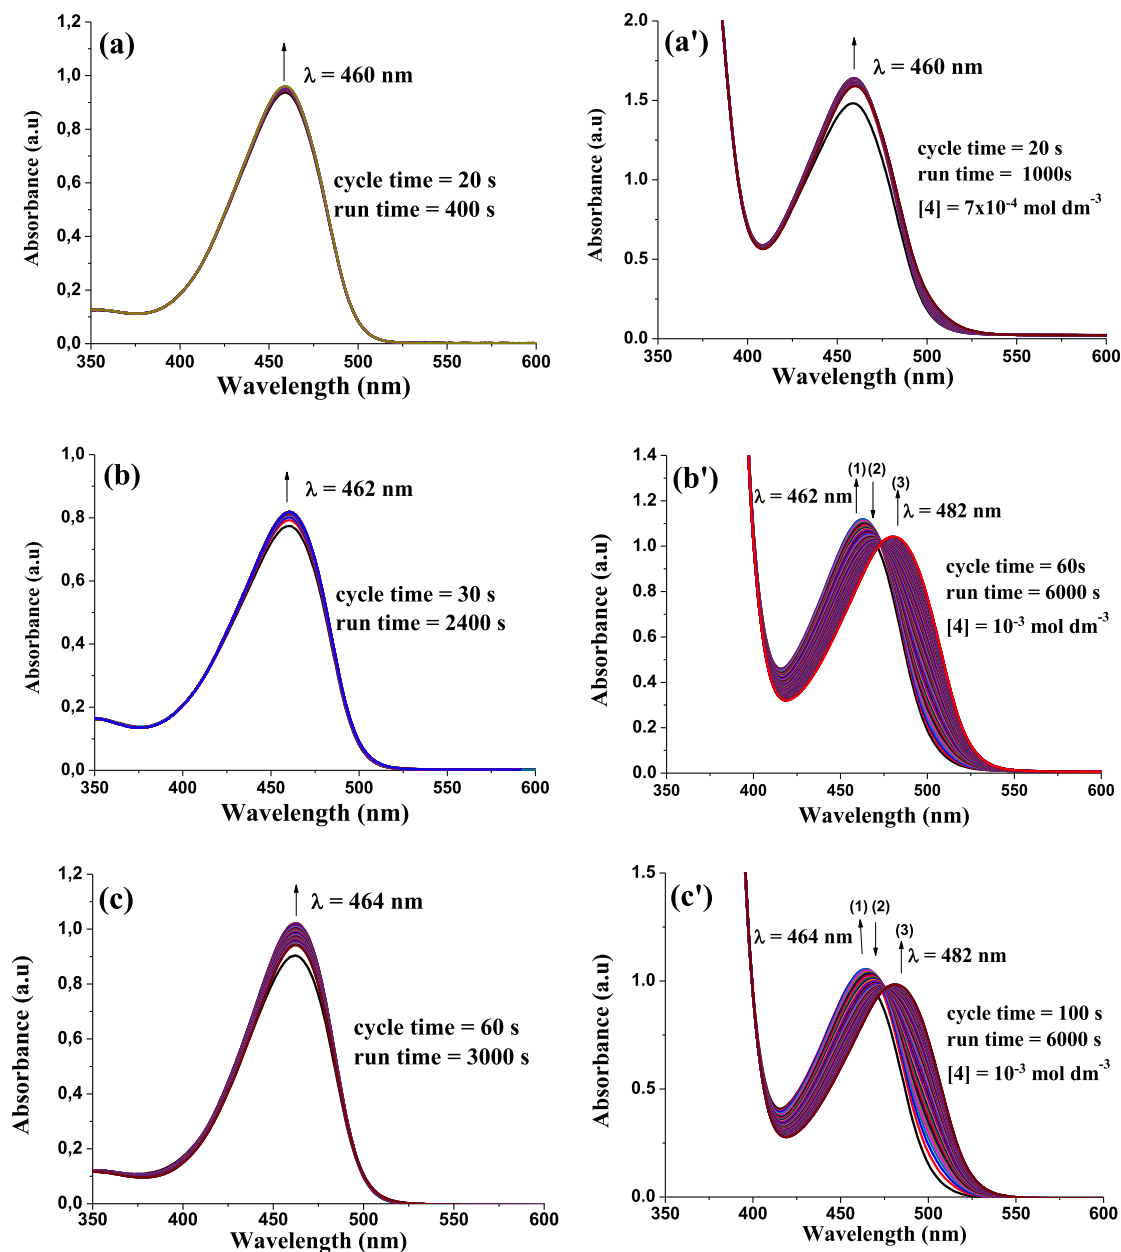 (a)
λ = 460 nm
cycle time = 20 s
run time = 400 s
1,2
1,0
0,8
0,6
0,4
0,2
0,0
350 400 450 500 550 600
Absorbance (a.u)
Wavelength (nm)
(a')
λ = 460 nm
cycle time = 20 s
run time = 1000s
[4] = 7x10⁻⁴ mol dm⁻³
2.0
1.5
1.0
0.5
0.0
350 400 450 500 550 600
Absorbance (a.u)
Wavelength (nm)
(b)
λ = 462 nm
cycle time = 30 s
run time = 2400 s
1,0
0,8
0,6
0,4
0,2
0,0
350 400 450 500 550 600
Absorbance (a.u)
Wavelength (nm)
(b')
(1) (2)
(3)
λ = 462 nm
λ = 482 nm
cycle time = 60s
run time = 6000 s
[4] = 10⁻³ mol dm⁻³
1.4
1.2
1.0
0.8
0.6
0.4
0.2
0.0
350 400 450 500 550 600
Absorbance (a.u)
Wavelength (nm)
(c)
λ = 464 nm
cycle time = 60 s
run time = 3000 s
1,2
1,0
0,8
0,6
0,4
0,2
0,0
350 400 450 500 550 600
Absorbance (a.u)
Wavelength (nm)
(c')
(1) (2)
(3)
λ = 464 nm
λ = 482 nm
cycle time = 100 s
run time = 6000 s
[4] = 10⁻³ mol dm⁻³
1.5
1.0
0.5
0.0
350 400 450 500 550 600
Absorbance (a.u)
Wavelength (nm)